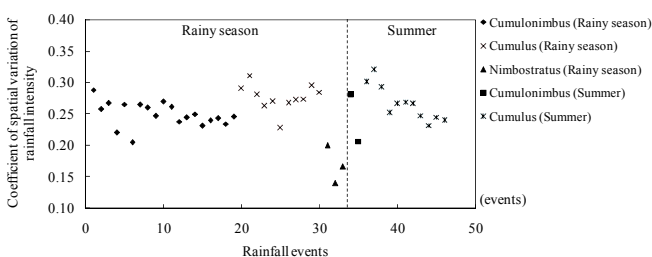 Coefficient of spatial variation of
rainfall intensity
0.40
0.35
0.30
0.25
0.20
0.15
0.10
Rainy season
Summer
0
10
20
30
40
50
(events)
Rainfall events
Cumulonimbus (Rainy season)
Cumulus (Rainy season)
Nimbostratus (Rainy season)
Cumulonimbus (Summer)
Cumulus (Summer)